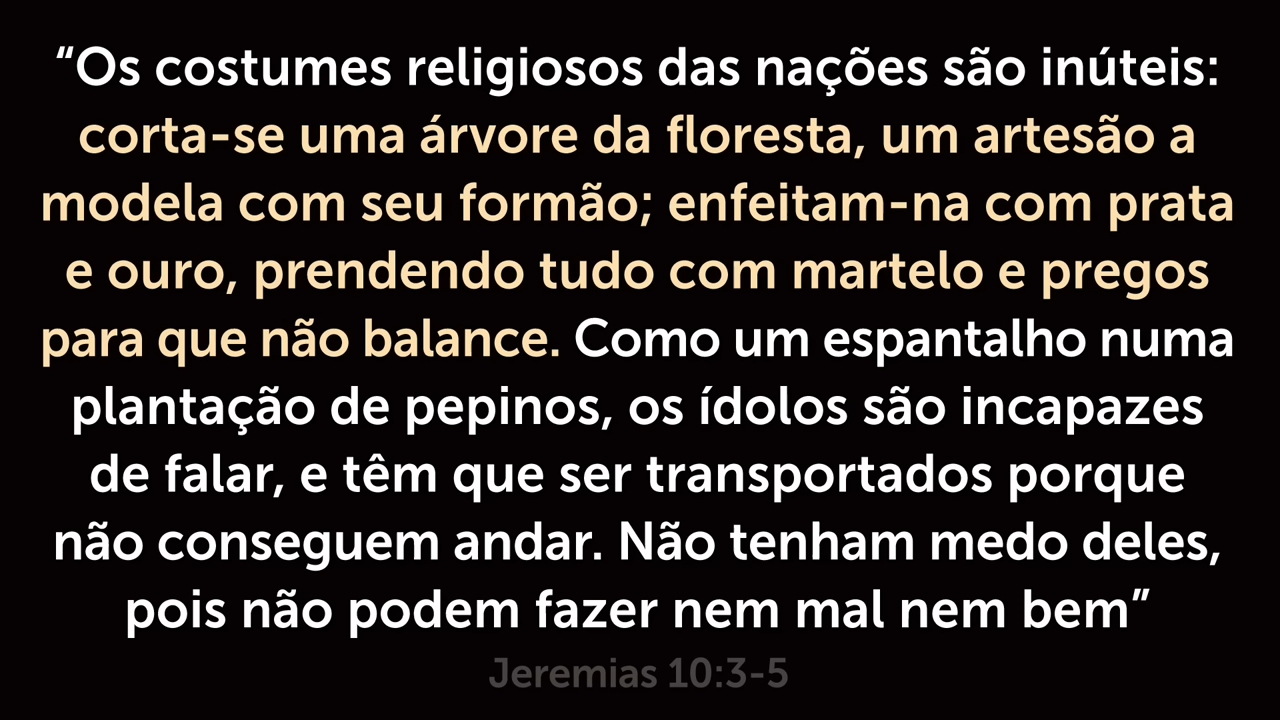 “Os costumes religiosos das nações são inúteis:
corta-se uma árvore da floresta, um artesão a
modela com seu formão; enfeitam-na com prata
e ouro, prendendo tudo com martelo e pregos
para que não balance. Como um espantalho numa
plantação de pepinos, os ídolos são incapazes
de falar, e têm que ser transportados porque
não conseguem andar. Não tenham medo deles,
pois não podem fazer nem mal nem bem”
Jeremias 10:3-5